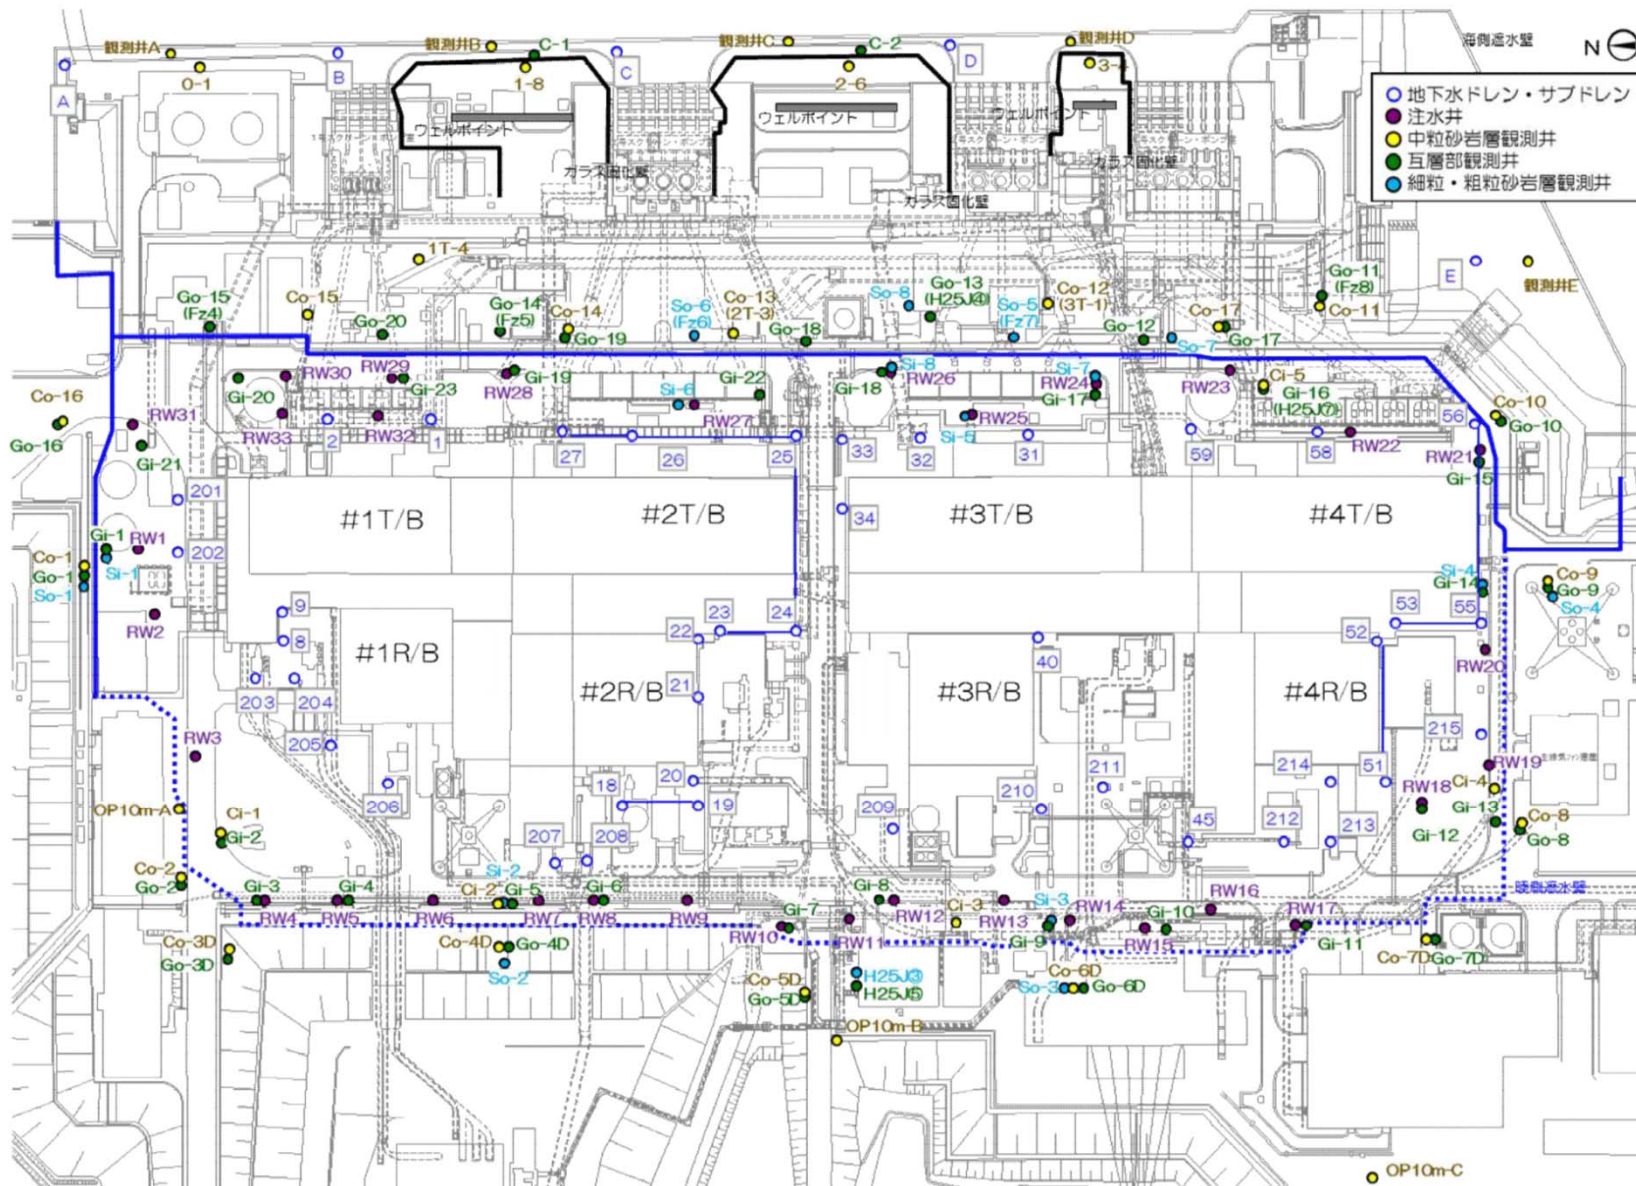 観測井A
観測井B
C-1
観測井C
C-2
観測井D
海側遮水壁
N
A
B
C
D
O-1
1-8
2-6
3-4
地下水ドレン・サブドレン
注水井
中粒砂岩層観測井
互層部観測井
細粒・粗粒砂岩層観測井
ウェルポイント
ウェルポイント
ウェルポイント
ガラス固化壁
ガラス固化壁
ガラス固化壁
1T-4
E
観測井E
Go-15
(Fz4)
Co-15
Go-20
Go-14
(Fz5)
Co-14
Go-19
So-6
(Fz6)
Co-13
(2T-3)
Go-18
So-8
Go-13
(H25J④)
So-5
(Fz7)
Co-12
(3T-1)
Go-12
So-7
Co-17
Go-17
Go-11
(Fz8)
Co-11
Co-16
Go-16
RW31
Gi-21
Gi-20
RW30
RW33
RW29
Gi-23
RW32
RW28
Gi-19
Si-6
RW27
Gi-22
Gi-18
Si-8
RW26
Si-5
RW25
Si-7
RW24
Gi-17
RW23
Ci-5
Gi-16
(H25J⑦)
RW22
56
Co-10
Go-10
RW21
Gi-15
2
1
27
26
25
33
32
31
59
58
201
202
34
#1T/B
#2T/B
#3T/B
#4T/B
Co-1
Go-1
So-1
Gi-1
Si-1
RW1
RW2
Si-4
Gi-14
Co-9
Go-9
So-4
9
8
22
23
24
40
52
53
55
#1R/B
#2R/B
#3R/B
#4R/B
RW20
21
203
204
205
206
RW3
215
RW19
Ci-4
RW18
Gi-13
Gi-12
Co-8
Go-8
OP10m-A
Ci-1
Gi-2
18
20
19
207
208
209
210
211
214
51
45
212
213
Co-2
Go-2
Gi-3
RW4
Gi-4
RW5
RW6
Si-2
Ci-2
Gi-5
RW7
Gi-6
RW8
RW9
RW10
Gi-7
Gi-8
RW11
RW12
Ci-3
RW13
Si-3
Gi-9
RW14
RW15
Gi-10
RW16
RW17
Gi-11
陸側遮水壁
Co-3D
Go-3D
Co-4D
Go-4D
So-2
Co-5D
Go-5D
H25J③
H25J⑤
Co-6D
So-3
Go-6D
Co-7D
Go-7D
OP10m-B
OP10m-C